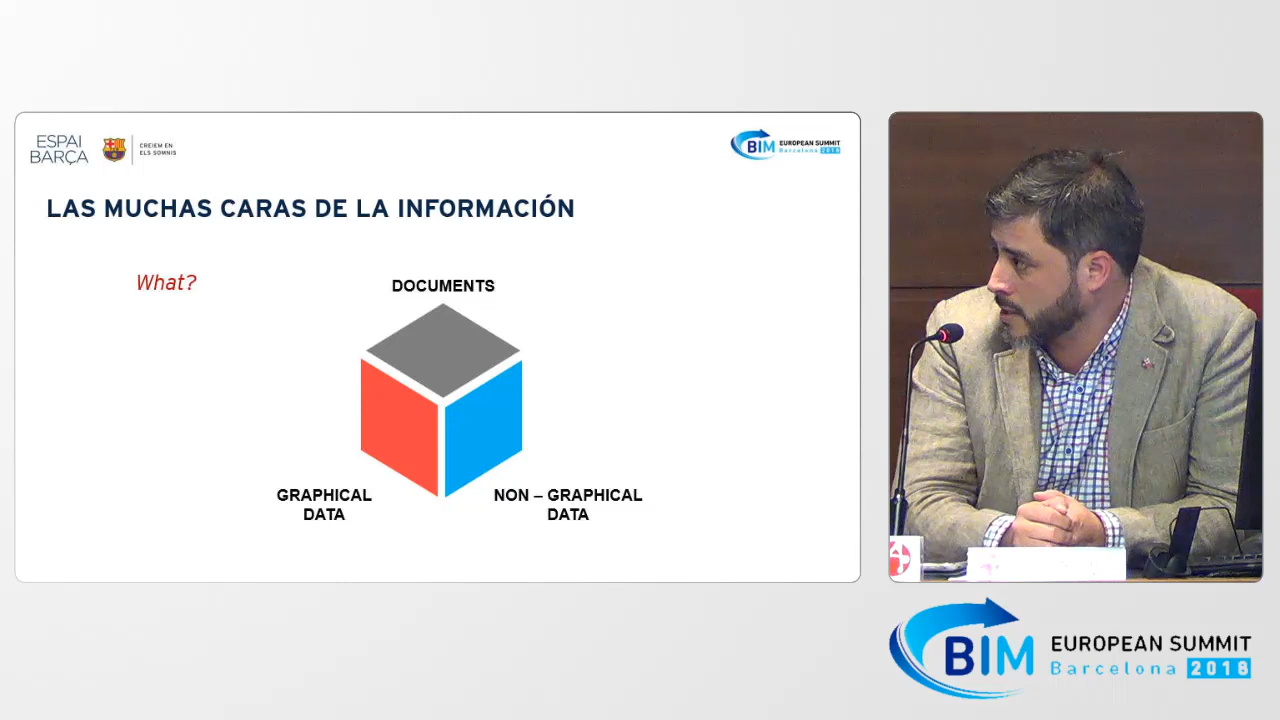 ESPAI
BARÇA
CREIEM EN
ELS SOMNIS
BIM EUROPEAN SUMMIT
Barcelona 2018
LAS MUCHAS CARAS DE LA INFORMACIÓN
What?
DOCUMENTS
GRAPHICAL
DATA
NON – GRAPHICAL
DATA
BIM EUROPEAN SUMMIT
Barcelona 2018